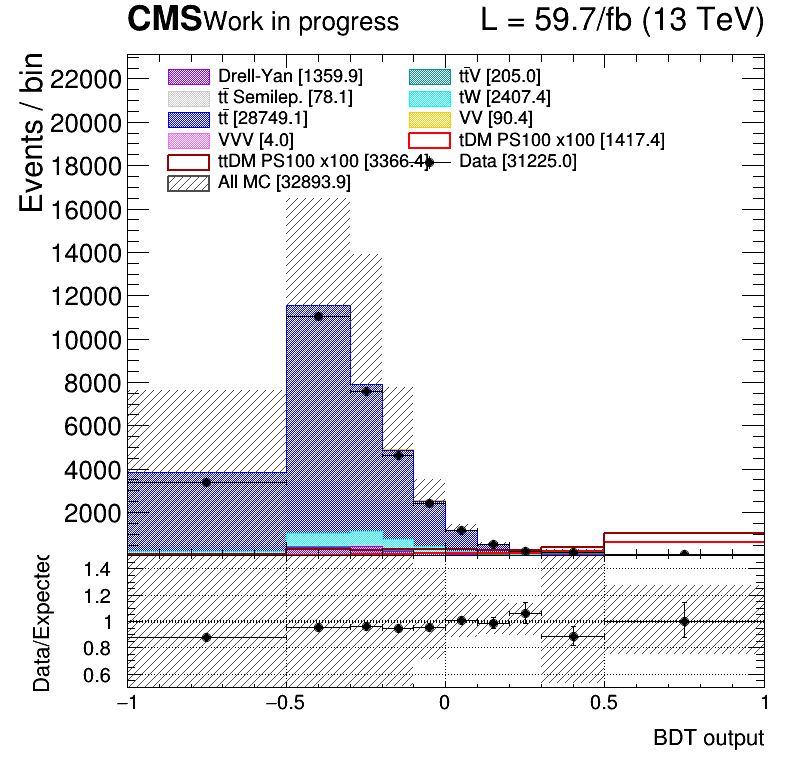 CMS Work in progress L = 59.7/fb (13 TeV)
Events / bin
22000
20000
18000
16000
14000
12000
10000
8000
6000
4000
2000
Drell-Yan [1359.9]
tt̄V [205.0]
tt̄ Semilep. [78.1]
tW [2407.4]
tt̄ [28749.1]
VV [90.4]
VVV [4.0]
tDM PS100 x100 [1417.4]
ttDM PS100 x100 [3366.4]
Data [31225.0]
All MC [32893.9]
Data/Expected
1.4
1.2
1
0.8
0.6
−1 −0.5 0 0.5 1
BDT output